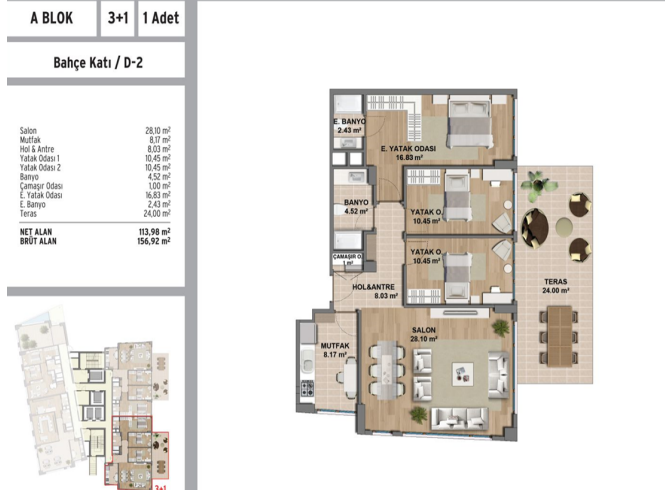 A BLOK 3+1 1 Adet
Bahçe Katı / D-2
Salon 28,10 m²
Mutfak 8,17 m²
Hol & Antre 8,03 m²
Yatak Odası 1 10,45 m²
Yatak Odası 2 10,45 m²
Banyo 4,52 m²
Çamaşır Odası 1,00 m²
E. Yatak Odası 16,83 m²
E. Banyo 2,43 m²
Teras 24,00 m²
NET ALAN 113,98 m²
BRÜT ALAN 156,92 m²
E. BANYO
2.43 m²
E. YATAK ODASI
16.83 m²
BANYO
4.52 m²
YATAK O.
10.45 m²
YATAK O.
10.45 m²
ÇAMAŞIR O.
1 m²
HOL&ANTRE
8.03 m²
TERAS
24.00 m²
MUTFAK
8.17 m²
SALON
28.10 m²
3+1